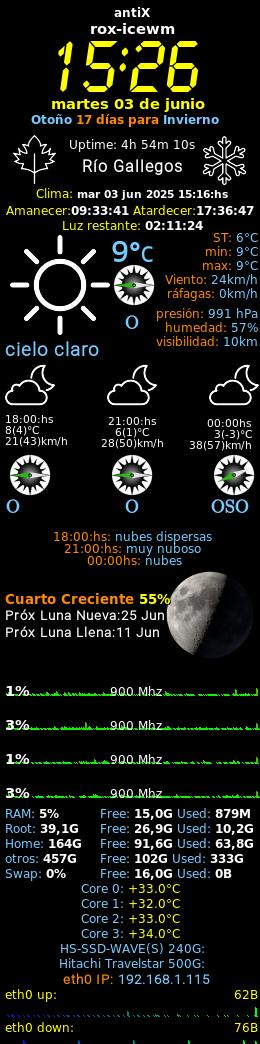 antiX
rox-icewm
15:26
martes 03 de junio
Otoño 17 días para Invierno
Uptime: 4h 54m 10s
Río Gallegos
Clima: mar 03 jun 2025 15:16:hs
Amanecer:09:33:41 Atardecer:17:36:47
Luz restante: 02:11:24
9°C
ST: 6°C
min: 9°C
max: 9°C
Viento: 24km/h
ráfagas: 0km/h
O
presión: 991 hPa
humedad: 57%
visibilidad: 10km
cielo claro
18:00:hs 21:00:hs 00:00hs
8(4)°C 6(1)°C 3(-3)°C
21(43)km/h 28(50)km/h 38(57)km/h
O O OSO
18:00:hs: nubes dispersas
21:00:hs: muy nuboso
00:00hs: nubes
Cuarto Creciente 55%
Próx Luna Nueva:25 Jun
Próx Luna Llena:11 Jun
1% 900 Mhz
3% 900 Mhz
1% 900 Mhz
3% 900 Mhz
RAM: 5% Free: 15,0G Used: 879M
Root: 39,1G Free: 26,9G Used: 10,2G
Home: 164G Free: 91,6G Used: 63,8G
otros: 457G Free: 102G Used: 333G
Swap: 0% Free: 16,0G Used: 0B
Core 0: +33.0°C
Core 1: +32.0°C
Core 2: +33.0°C
Core 3: +34.0°C
HS-SSD-WAVE(S) 240G:
Hitachi Travelstar 500G:
eth0 IP: 192.168.1.115
eth0 up: 62B
eth0 down: 76B